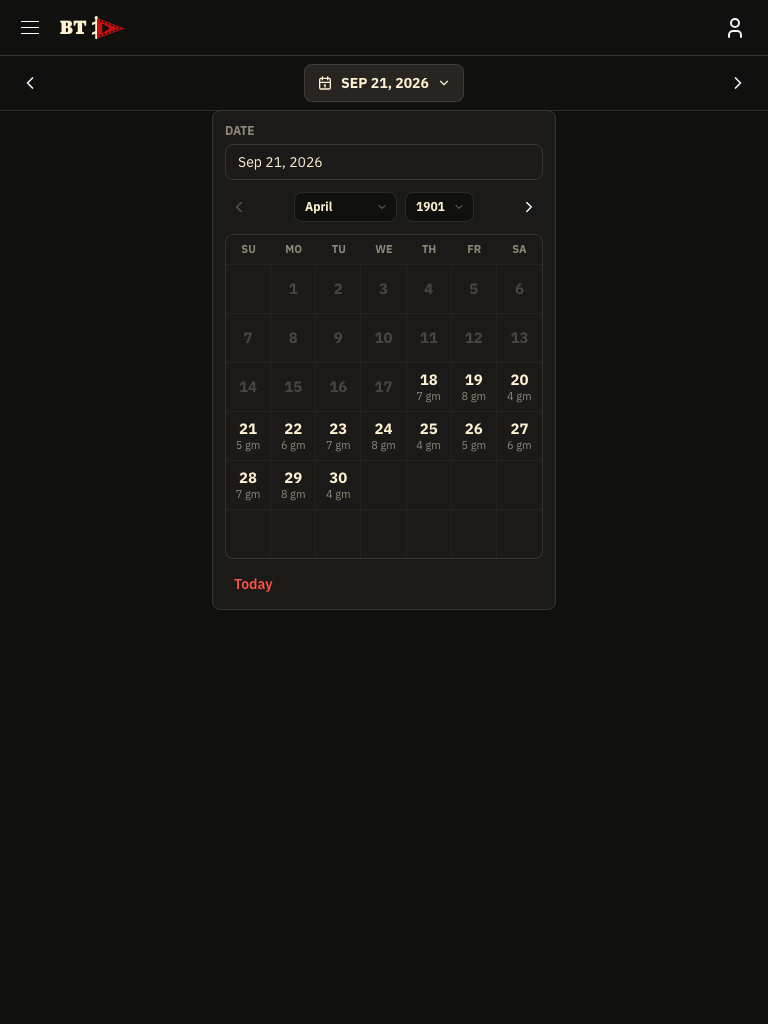 BT
SEP 21, 2026
DATE
Sep 21, 2026
April 1901
SU MO TU WE TH FR SA
1 2 3 4 5 6
7 8 9 10 11 12 13
14 15 16 17 18 19 20
7 gm 8 gm 4 gm
21 22 23 24 25 26 27
5 gm 6 gm 7 gm 8 gm 4 gm 5 gm 6 gm
28 29 30
7 gm 8 gm 4 gm
Today